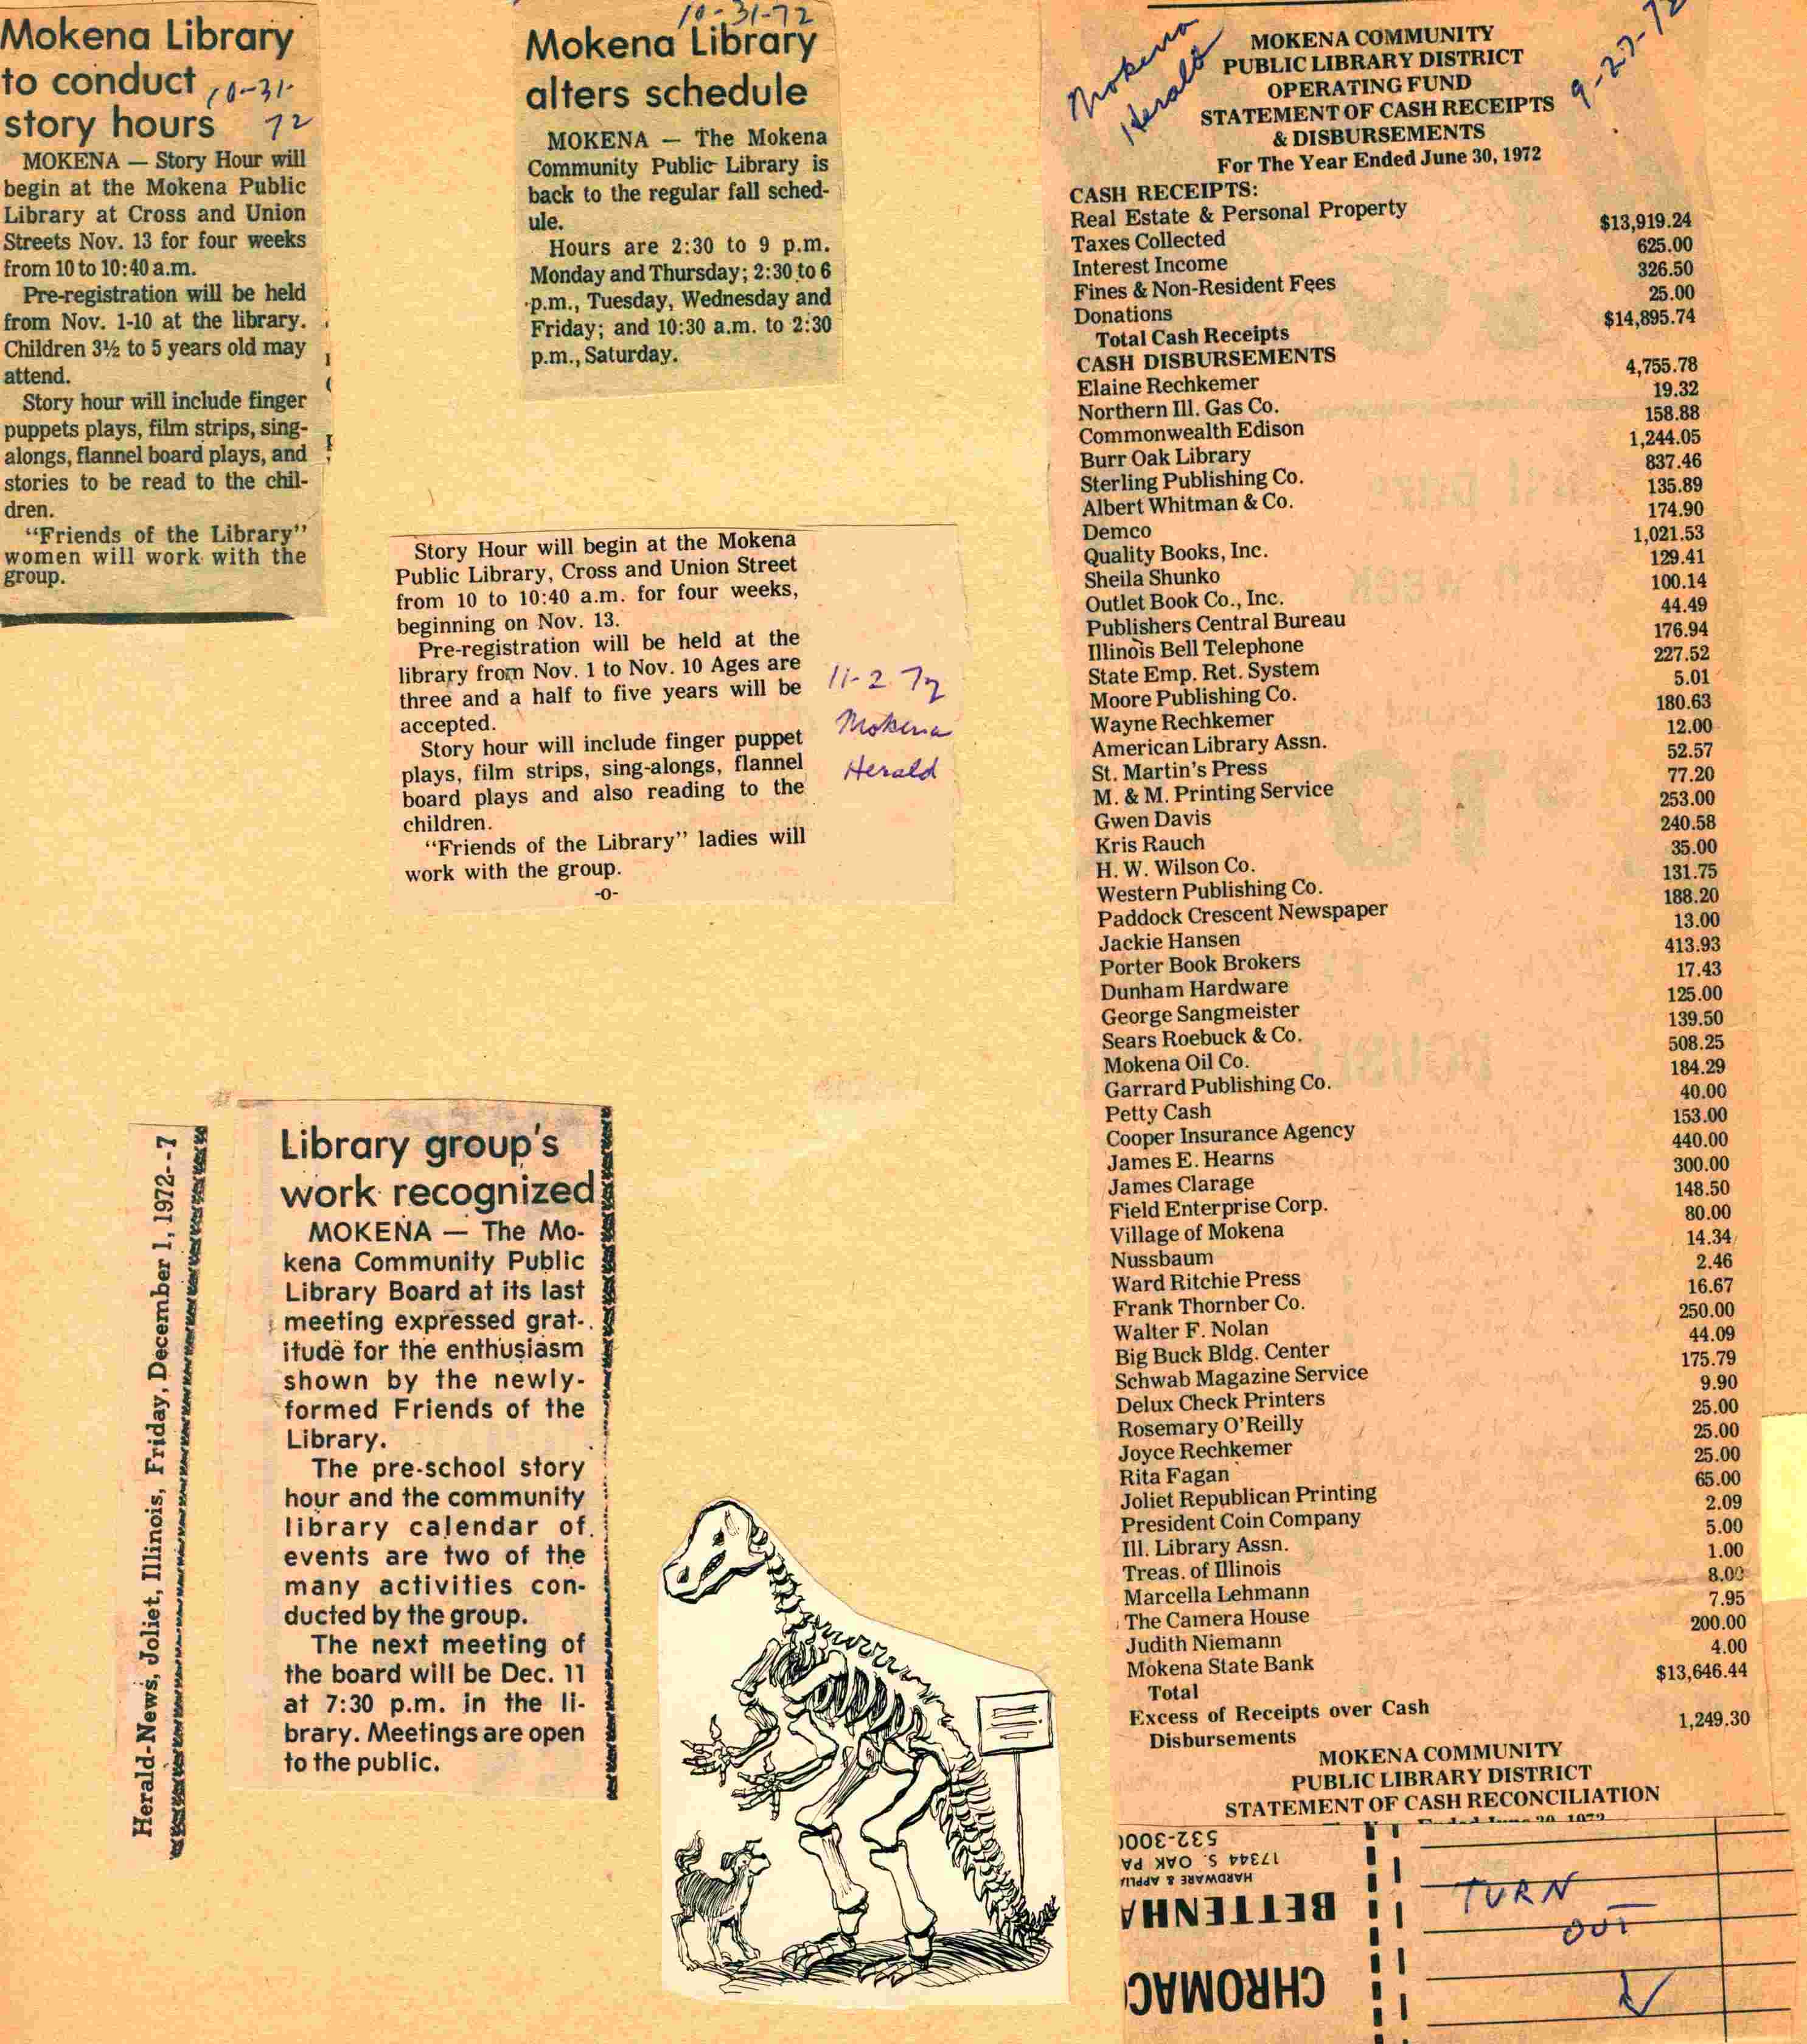 Mokena Library
to conduct
story hours
10-31-
72
MOKENA — Story Hour will
begin at the Mokena Public
Library at Cross and Union
Streets Nov. 13 for four weeks
from 10 to 10:40 a.m.
Pre-registration will be held
from Nov. 1-10 at the library.
Children 3½ to 5 years old may
attend.
Story hour will include finger
puppets plays, film strips, sing-
alongs, flannel board plays, and
stories to be read to the chil-
dren.
"Friends of the Library"
women will work with the
group.
10-31-72
Mokena Library
alters schedule
MOKENA — The Mokena
Community Public Library is
back to the regular fall sched-
ule.
Hours are 2:30 to 9 p.m.
Monday and Thursday; 2:30 to 6
p.m., Tuesday, Wednesday and
Friday; and 10:30 a.m. to 2:30
p.m., Saturday.
Story Hour will begin at the Mokena
Public Library, Cross and Union Street
from 10 to 10:40 a.m. for four weeks,
beginning on Nov. 13.
Pre-registration will be held at the
library from Nov. 1 to Nov. 10 Ages are
three and a half to five years will be
accepted.
Story hour will include finger puppet
plays, film strips, sing-alongs, flannel
board plays and also reading to the
children.
"Friends of the Library" ladies will
work with the group.
-0-
11-2 72
Mokena
Herald
Herald-News, Joliet, Illinois, Friday, December 1, 1972--7
Library group's
work recognized
MOKENA — The Mo-
kena Community Public
Library Board at its last
meeting expressed grat-
itude for the enthusiasm
shown by the newly-
formed Friends of the
Library.
The pre-school story
hour and the community
library calendar of
events are two of the
many activities con-
ducted by the group.
The next meeting of
the board will be Dec. 11
at 7:30 p.m. in the li-
brary. Meetings are open
to the public.
Mokena
Herald
9-27-72
MOKENA COMMUNITY
PUBLIC LIBRARY DISTRICT
OPERATING FUND
STATEMENT OF CASH RECEIPTS
& DISBURSEMENTS
For The Year Ended June 30, 1972
CASH RECEIPTS:
Real Estate & Personal Property
Taxes Collected $13,919.24
Interest Income 625.00
Fines & Non-Resident Fees 326.50
Donations 25.00
Total Cash Receipts $14,895.74
CASH DISBURSEMENTS
Elaine Rechkemer 4,755.78
Northern Ill. Gas Co. 19.32
Commonwealth Edison 158.88
Burr Oak Library 1,244.05
Sterling Publishing Co. 837.46
Albert Whitman & Co. 135.89
Demco 174.90
Quality Books, Inc. 1,021.53
Sheila Shunko 129.41
Outlet Book Co., Inc. 100.14
Publishers Central Bureau 44.49
Illinois Bell Telephone 176.94
State Emp. Ret. System 227.52
Moore Publishing Co. 5.01
Wayne Rechkemer 180.63
American Library Assn. 12.00
St. Martin's Press 52.57
M. & M. Printing Service 77.20
Gwen Davis 253.00
Kris Rauch 240.58
H. W. Wilson Co. 35.00
Western Publishing Co. 131.75
Paddock Crescent Newspaper 188.20
Jackie Hansen 13.00
Porter Book Brokers 413.93
Dunham Hardware 17.43
George Sangmeister 125.00
Sears Roebuck & Co. 139.50
Mokena Oil Co. 508.25
Garrard Publishing Co. 184.29
Petty Cash 40.00
Cooper Insurance Agency 153.00
James E. Hearns 440.00
James Clarage 300.00
Field Enterprise Corp. 148.50
Village of Mokena 80.00
Nussbaum 14.34
Ward Ritchie Press 2.46
Frank Thornber Co. 16.67
Walter F. Nolan 250.00
Big Buck Bldg. Center 44.09
Schwab Magazine Service 175.79
Delux Check Printers 9.90
Rosemary O'Reilly 25.00
Joyce Rechkemer 25.00
Rita Fagan 25.00
Joliet Republican Printing 65.00
President Coin Company 2.09
Ill. Library Assn. 5.00
Treas. of Illinois 1.00
Marcella Lehmann 8.00
The Camera House 7.95
Judith Niemann 200.00
Mokena State Bank 4.00
Total $13,646.44
Excess of Receipts over Cash
Disbursements 1,249.30
MOKENA COMMUNITY
PUBLIC LIBRARY DISTRICT
STATEMENT OF CASH RECONCILIATION
532-3000
17344 S. OAK PA
HARDWARE & APPLI
BETTENHA
CHROMAC
TURN
OUT